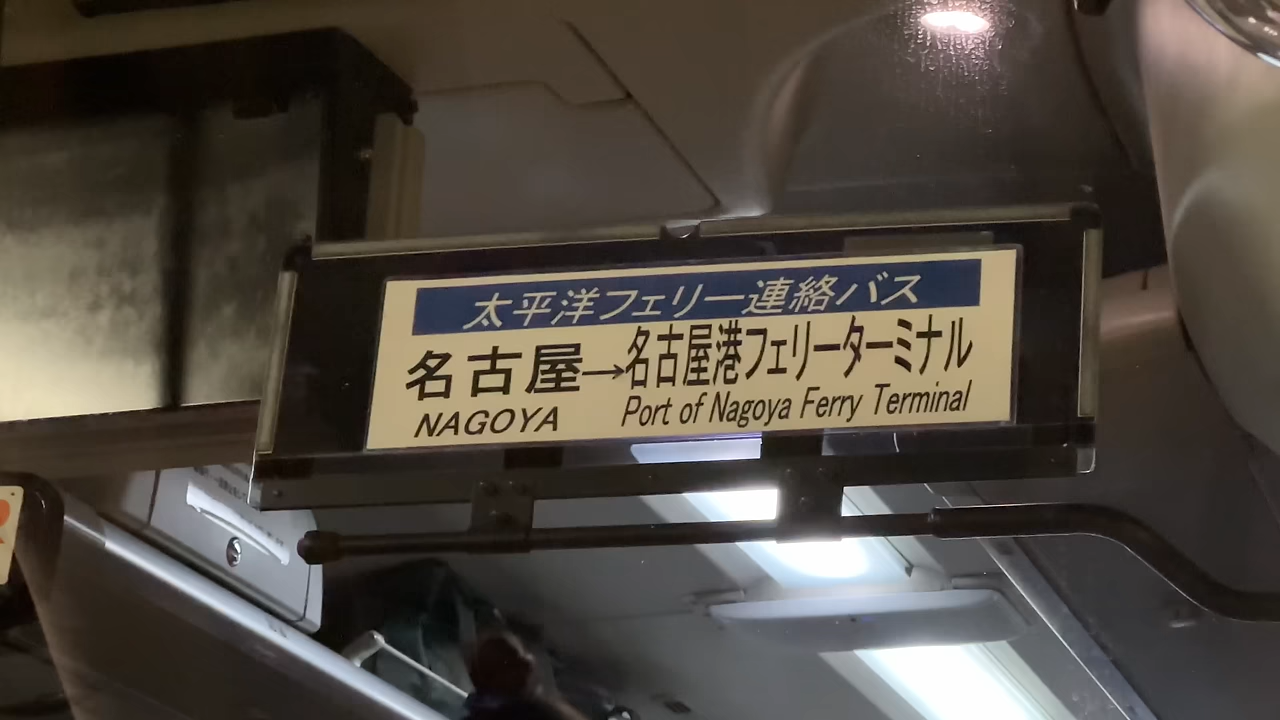 太平洋フェリー連絡バス
名古屋→名古屋港フェリーターミナル
NAGOYA Port of Nagoya Ferry Terminal